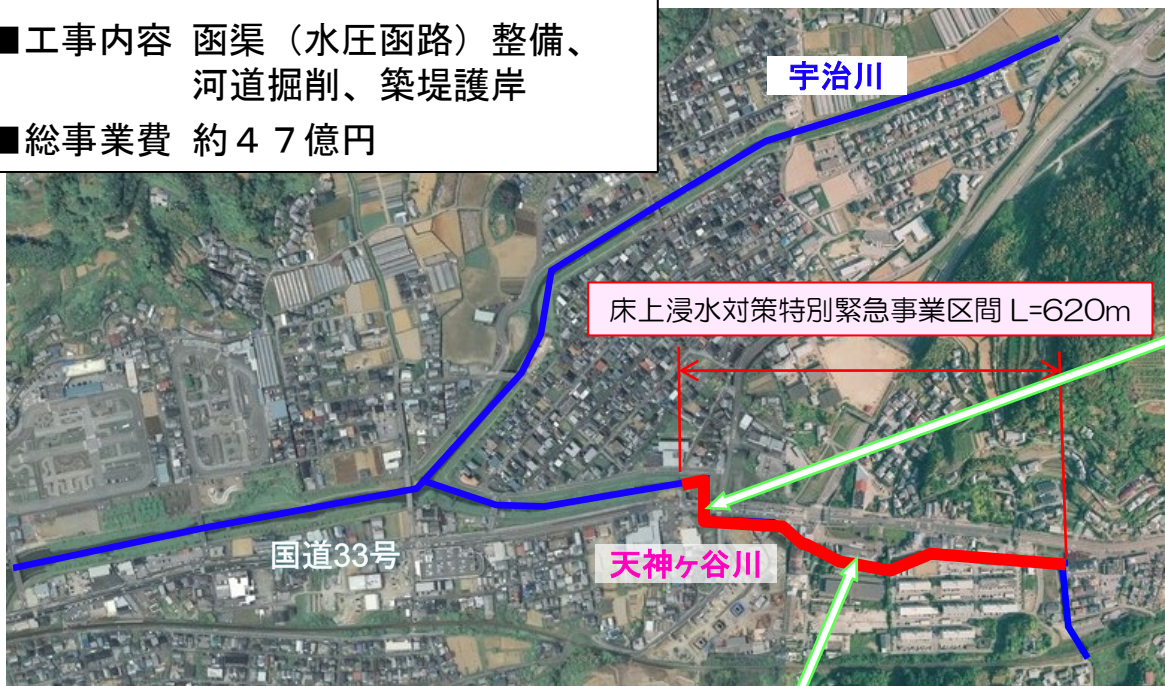 ■工事内容 函渠（水圧函路）整備、
河道掘削、築堤護岸
■総事業費 約４７億円
宇治川
床上浸水対策特別緊急事業区間 L=620m
国道33号
天神ヶ谷川